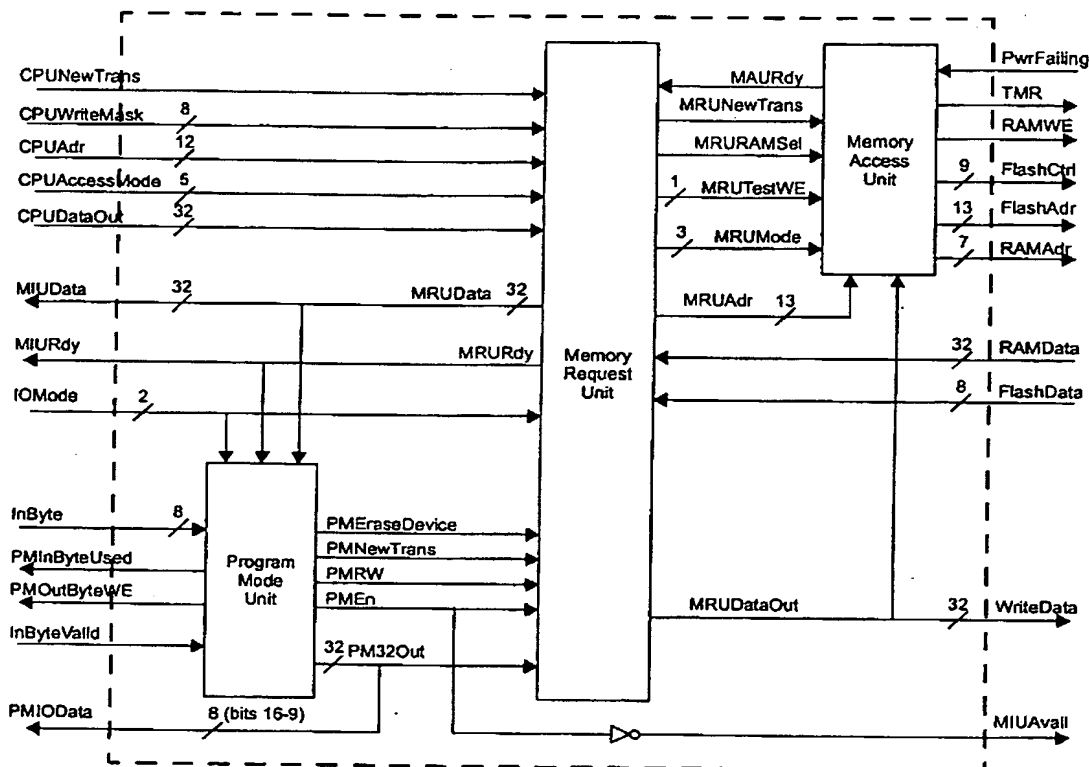 CPUNewTrans
CPUWriteMask
8
CPUAdr
12
CPUAccessMode
5
CPUDataOut
32
MIUData
32
MRUData
32
MIURdy
MRURdy
IOMode
2
InByte
8
PMInByteUsed
PMOutByteWE
InByteValid
PMIOData
8 (bits 16-9)
Program
Mode
Unit
PMEraseDevice
PMNewTrans
PMRW
PMEn
32
PM32Out
Memory
Request
Unit
MAURdy
MRUNewTrans
MRURAMSel
1
MRUTestWE
3
MRUMode
MRUAdr
13
Memory
Access
Unit
PwrFailing
TMR
RAMWE
9
FlashCtrl
13
FlashAdr
7
RAMAdr
32
RAMData
8
FlashData
MRUDataOut
32
WriteData
MIUAvail